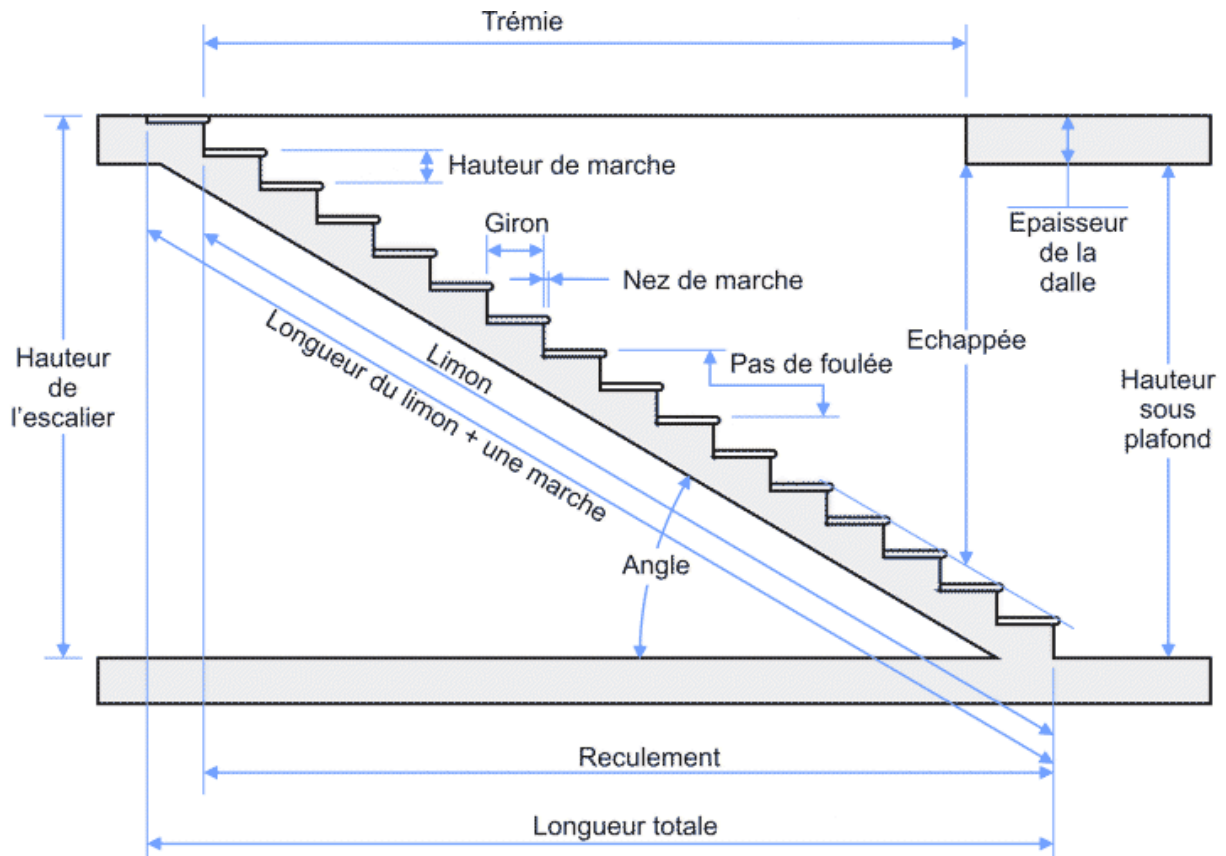 Trémie
Hauteur de marche
Giron
Nez de marche
Epaisseur
de la
dalle
Hauteur
de
l'escalier
Limon
Longueur du limon + une marche
Pas de foulée
Echappée
Hauteur
sous
plafond
Angle
Reculement
Longueur totale